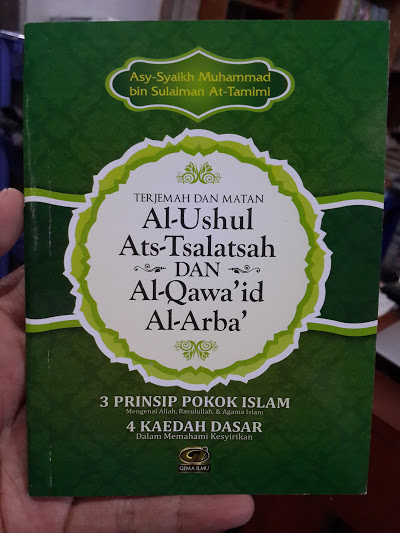 Asy-Syaikh Muhammad
bin Sulaiman At-Tamimi
TERJEMAH DAN MATAN
Al-Ushul
Ats-Tsalatsah
DAN
Al-Qawa'id
Al-Arba'
3 PRINSIP POKOK ISLAM
Mengenal Allah, Rasulullah, & Agama Islam
4 KAEDAH DASAR
Dalam Memahami Kesyirikan
GEMA ILMU